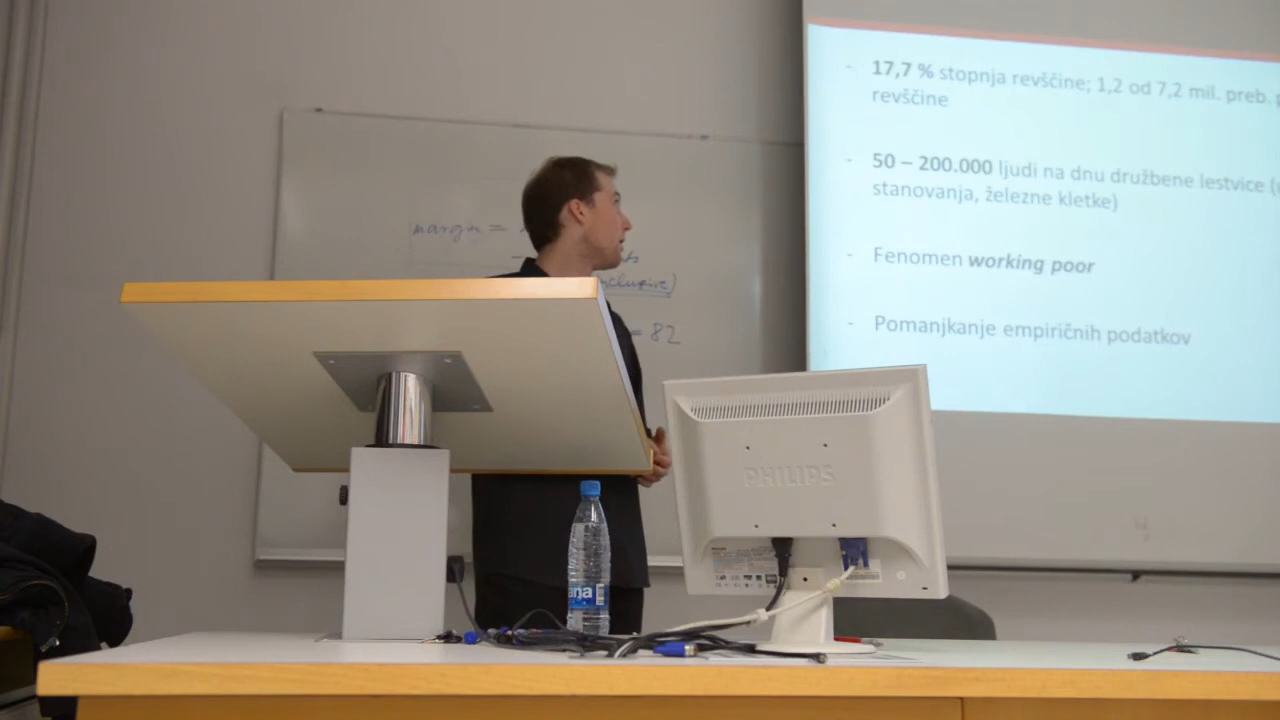 - 17,7 % stopnja revščine; 1,2 od 7,2 mil. preb.
revščine
- 50 – 200.000 ljudi na dnu družbene lestvice
stanovanja, železne kletke)
- Fenomen working poor
- Pomanjkanje empiričnih podatkov
margin =
= 82
PHILIPS